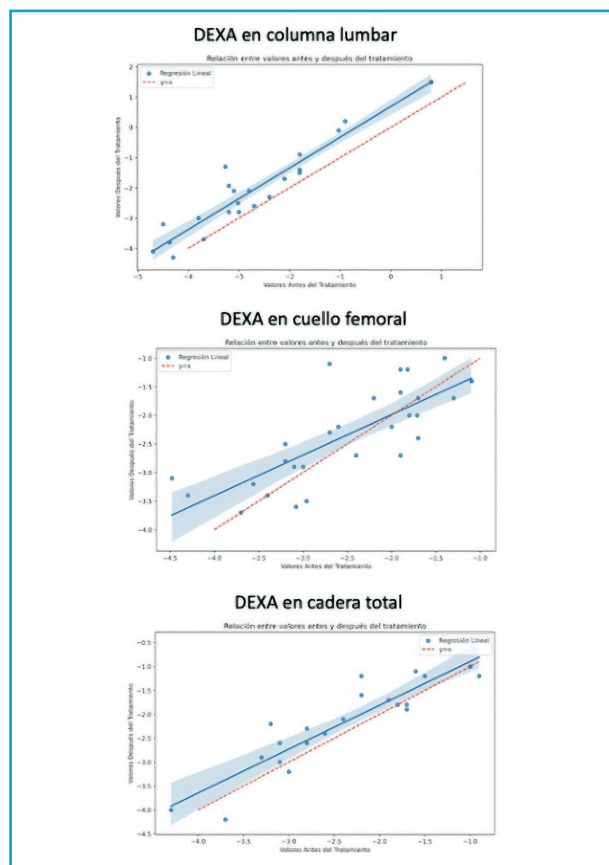 DEXA en columna lumbar
Relación entre valores antes y después del tratamiento
Regresión Lineal
y=x
Valores Después del Tratamiento
2
1
0
−1
−2
−3
−4
−5 −4 −3 −2 −1 0 1
Valores Antes del Tratamiento
DEXA en cuello femoral
Relación entre valores antes y después del tratamiento
Regresión Lineal
y=x
Valores Después del Tratamiento
−1.0
−1.5
−2.0
−2.5
−3.0
−3.5
−4.0
−4.5 −4.0 −3.5 −3.0 −2.5 −2.0 −1.5 −1.0
Valores Antes del Tratamiento
DEXA en cadera total
Relación entre valores antes y después del tratamiento
Regresión Lineal
y=x
Valores Después del Tratamiento
−0.5
−1.0
−1.5
−2.0
−2.5
−3.0
−3.5
−4.0
−4.5
−4.0 −3.5 −3.0 −2.5 −2.0 −1.5 −1.0
Valores Antes del Tratamiento